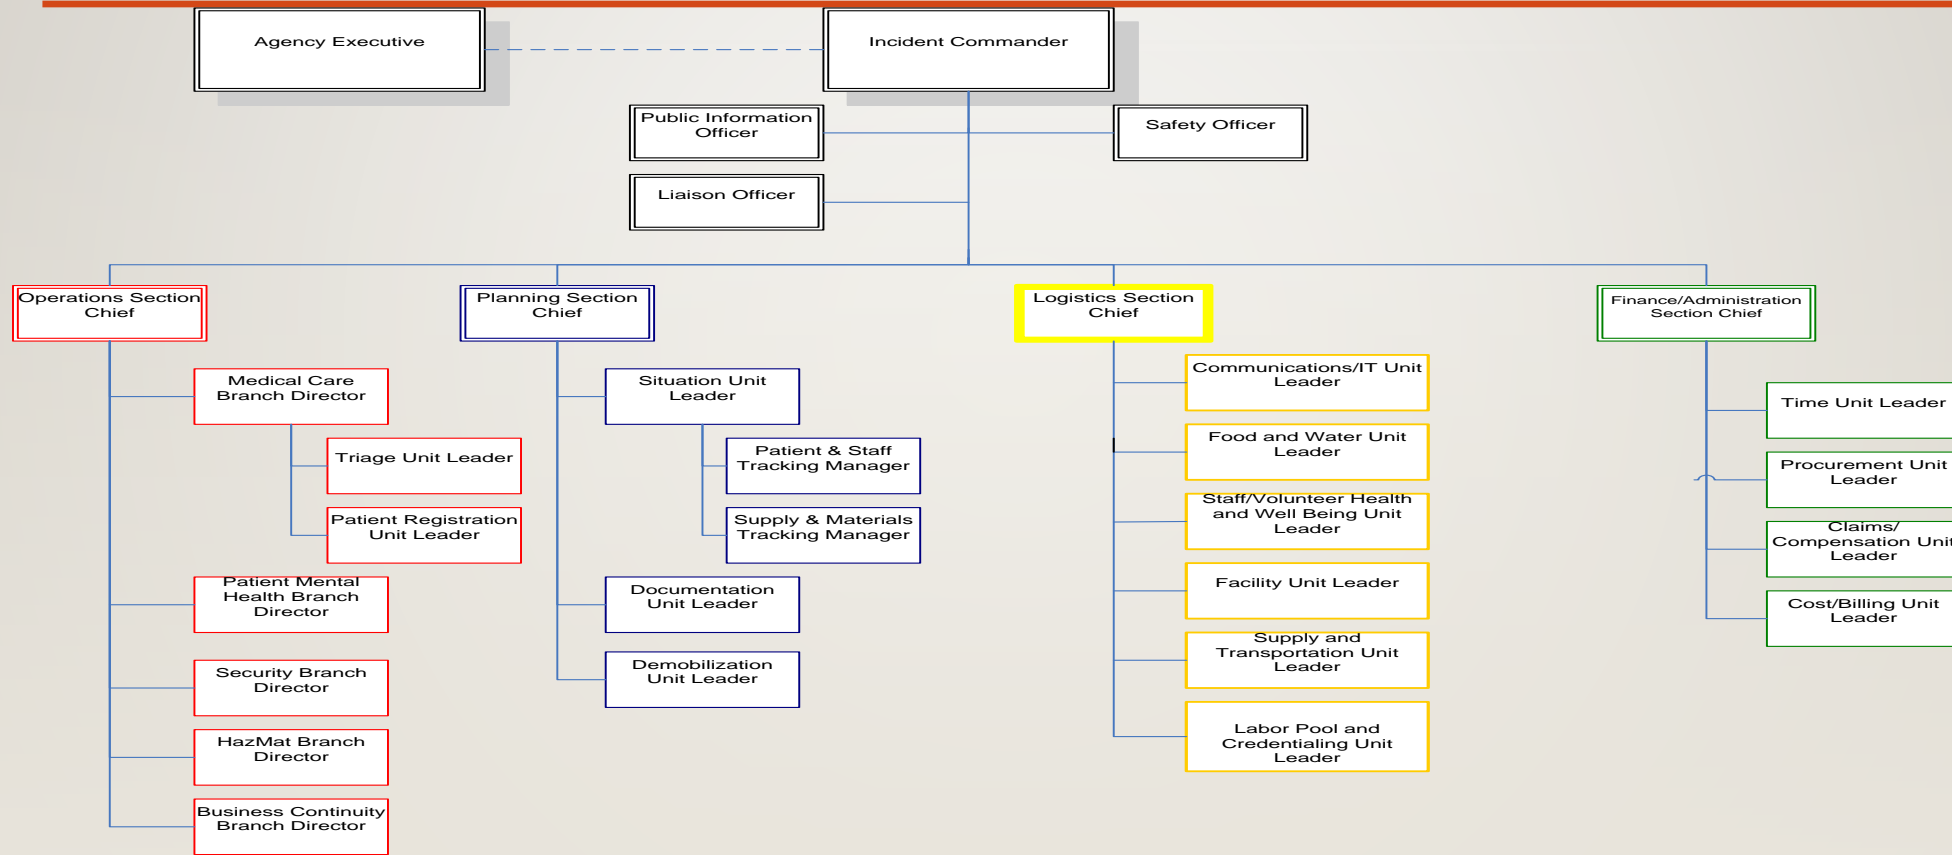 Agency Executive
Incident Commander
Public Information
Officer
Safety Officer
Liaison Officer
Operations Section
Chief
Planning Section
Chief
Logistics Section
Chief
Finance/Administration
Section Chief
Medical Care
Branch Director
Triage Unit Leader
Patient Registration
Unit Leader
Patient Mental
Health Branch
Director
Security Branch
Director
HazMat Branch
Director
Business Continuity
Branch Director
Situation Unit
Leader
Patient & Staff
Tracking Manager
Supply & Materials
Tracking Manager
Documentation
Unit Leader
Demobilization
Unit Leader
Communications/IT Unit
Leader
Food and Water Unit
Leader
Staff/Volunteer Health
and Well Being Unit
Leader
Facility Unit Leader
Supply and
Transportation Unit
Leader
Labor Pool and
Credentialing Unit
Leader
Time Unit Leader
Procurement Unit
Leader
Claims/
Compensation Unit
Leader
Cost/Billing Unit
Leader